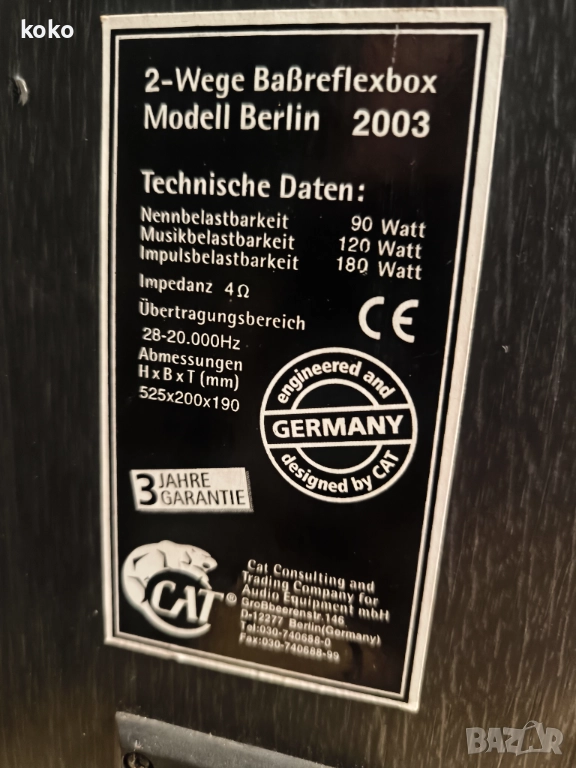 koko
2-Wege Baßreflexbox
Modell Berlin 2003
Technische Daten:
Nennbelastbarkeit 90 Watt
Musikbelastbarkeit 120 Watt
Impulsbelastbarkeit 180 Watt
Impedanz 4Ω
Übertragungsbereich
28-20.000Hz
Abmessungen
HxBxT (mm)
525x200x190
CE
engineered and
GERMANY
designed by CAT
3 JAHRE
GARANTIE
CAT®
Cat Consulting and
Trading Company for
Audio Equipment mbH
Großbeerenstr.146
D-12277 Berlin(Germany)
Tel:030-740688-0
Fax:030-740688-99
BAZAR